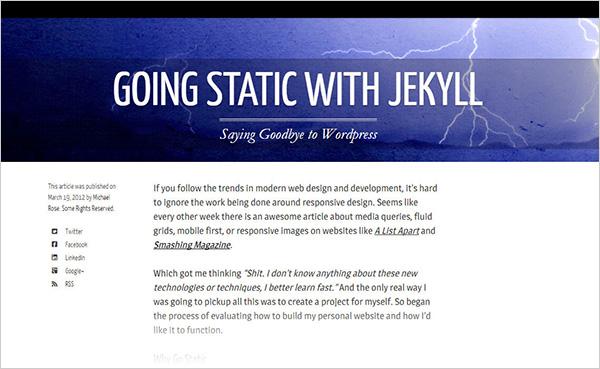 GOING STATIC WITH JEKYLL
Saying Goodbye to Wordpress
This article was published on
March 19, 2012 by Michael
Rose. Some Rights Reserved.
Twitter
Facebook
LinkedIn
Google+
RSS
If you follow the trends in modern web design and development, it's hard
to ignore the work being done around responsive design. Seems like
every other week there is an awesome article about media queries, fluid
grids, mobile first, or responsive images on websites like A List Apart and
Smashing Magazine.
Which got me thinking "Shit. I don't know anything about these new
technologies or techniques, I better learn fast." And the only real way I
was going to pickup all this was to create a project for myself. So began
the process of evaluating how to build my personal website and how I'd
like it to function.
Why Go Static